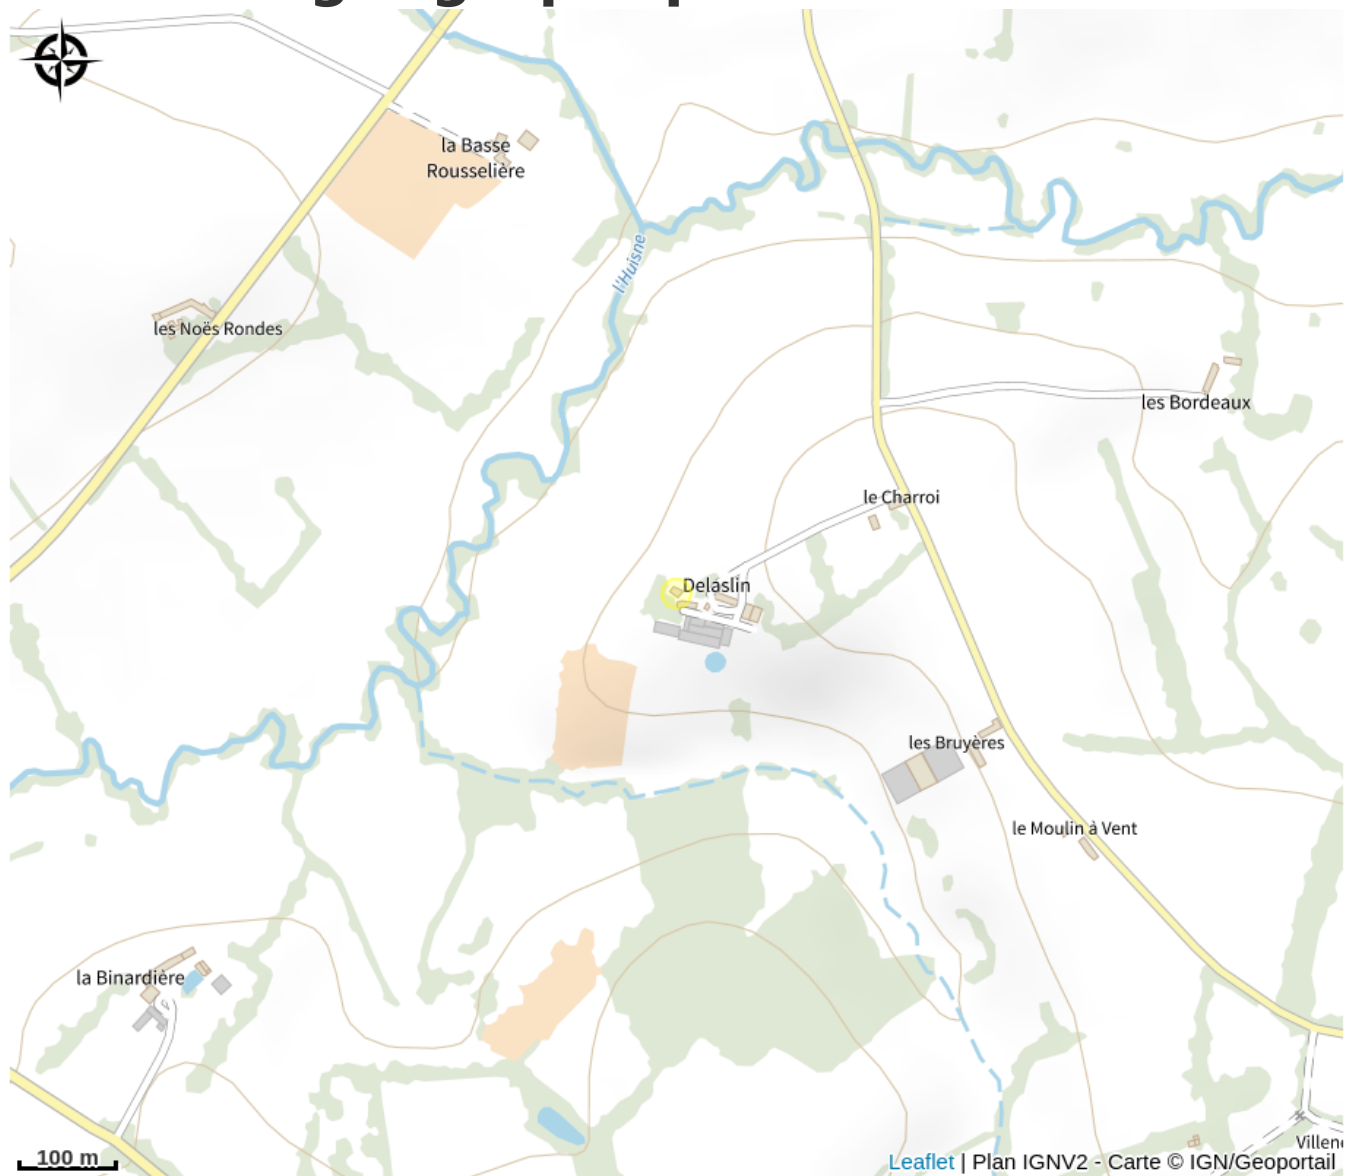 la Basse
Rousselière
l'Huisne
les Noës Rondes
les Bordeaux
le Charroi
Delaslin
les Bruyères
le Moulin à Vent
la Binardière
100 m
Leaflet | Plan IGNV2 - Carte © IGN/Geoportail